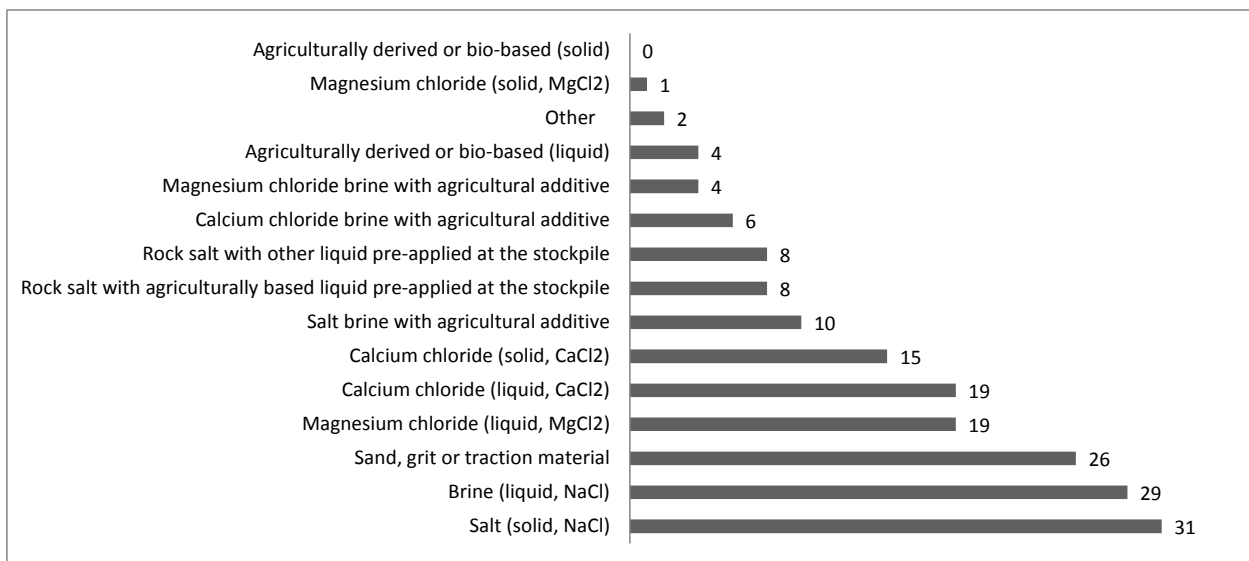 Agriculturally derived or bio-based (solid) 0
Magnesium chloride (solid, MgCl2) 1
Other 2
Agriculturally derived or bio-based (liquid) 4
Magnesium chloride brine with agricultural additive 4
Calcium chloride brine with agricultural additive 6
Rock salt with other liquid pre-applied at the stockpile 8
Rock salt with agriculturally based liquid pre-applied at the stockpile 8
Salt brine with agricultural additive 10
Calcium chloride (solid, CaCl2) 15
Calcium chloride (liquid, CaCl2) 19
Magnesium chloride (liquid, MgCl2) 19
Sand, grit or traction material 26
Brine (liquid, NaCl) 29
Salt (solid, NaCl) 31